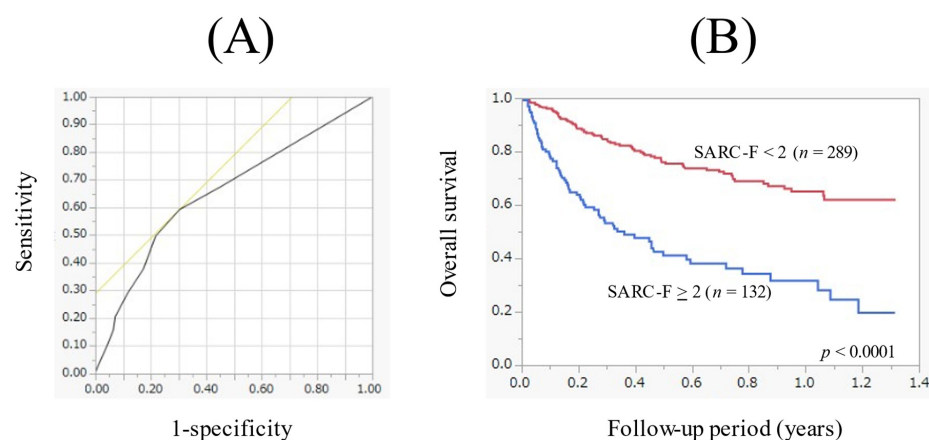 (A)
(B)
1.00
0.90
0.80
0.70
0.60
0.50
0.40
0.30
0.20
0.10
0.00
Sensitivity
0.00 0.20 0.40 0.60 0.80 1.00
1-specificity
1.0
0.8
0.6
0.4
0.2
0.0
Overall survival
SARC-F < 2 (n = 289)
SARC-F ≥ 2 (n = 132)
p < 0.0001
0.0 0.2 0.4 0.6 0.8 1.0 1.2 1.4
Follow-up period (years)